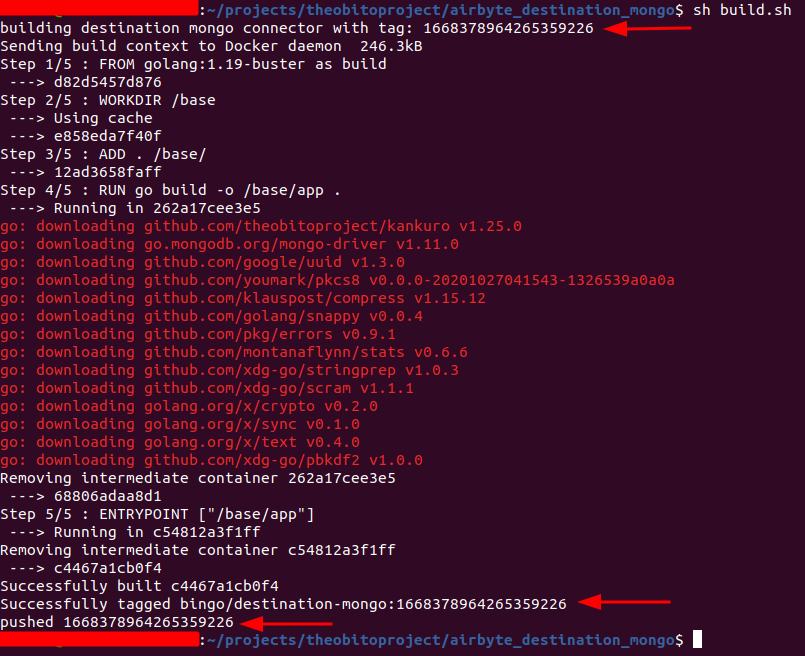 :~/projects/theobitoproject/airbyte_destination_mongo$ sh build.sh
building destination mongo connector with tag: 1668378964265359226
Sending build context to Docker daemon  246.3kB
Step 1/5 : FROM golang:1.19-buster as build
 ---> d82d5457d876
Step 2/5 : WORKDIR /base
 ---> Using cache
 ---> e858eda7f40f
Step 3/5 : ADD . /base/
 ---> 12ad3658faff
Step 4/5 : RUN go build -o /base/app .
 ---> Running in 262a17cee3e5
go: downloading github.com/theobitoproject/kankuro v1.25.0
go: downloading go.mongodb.org/mongo-driver v1.11.0
go: downloading github.com/google/uuid v1.3.0
go: downloading github.com/youmark/pkcs8 v0.0.0-20201027041543-1326539a0a0a
go: downloading github.com/klauspost/compress v1.15.12
go: downloading github.com/golang/snappy v0.0.4
go: downloading github.com/pkg/errors v0.9.1
go: downloading github.com/montanaflynn/stats v0.6.6
go: downloading github.com/xdg-go/stringprep v1.0.3
go: downloading github.com/xdg-go/scram v1.1.1
go: downloading golang.org/x/crypto v0.2.0
go: downloading golang.org/x/sync v0.1.0
go: downloading golang.org/x/text v0.4.0
go: downloading github.com/xdg-go/pbkdf2 v1.0.0
Removing intermediate container 262a17cee3e5
 ---> 68806adaa8d1
Step 5/5 : ENTRYPOINT ["/base/app"]
 ---> Running in c54812a3f1ff
Removing intermediate container c54812a3f1ff
 ---> c4467a1cb0f4
Successfully built c4467a1cb0f4
Successfully tagged bingo/destination-mongo:1668378964265359226
pushed 1668378964265359226
:~/projects/theobitoproject/airbyte_destination_mongo$